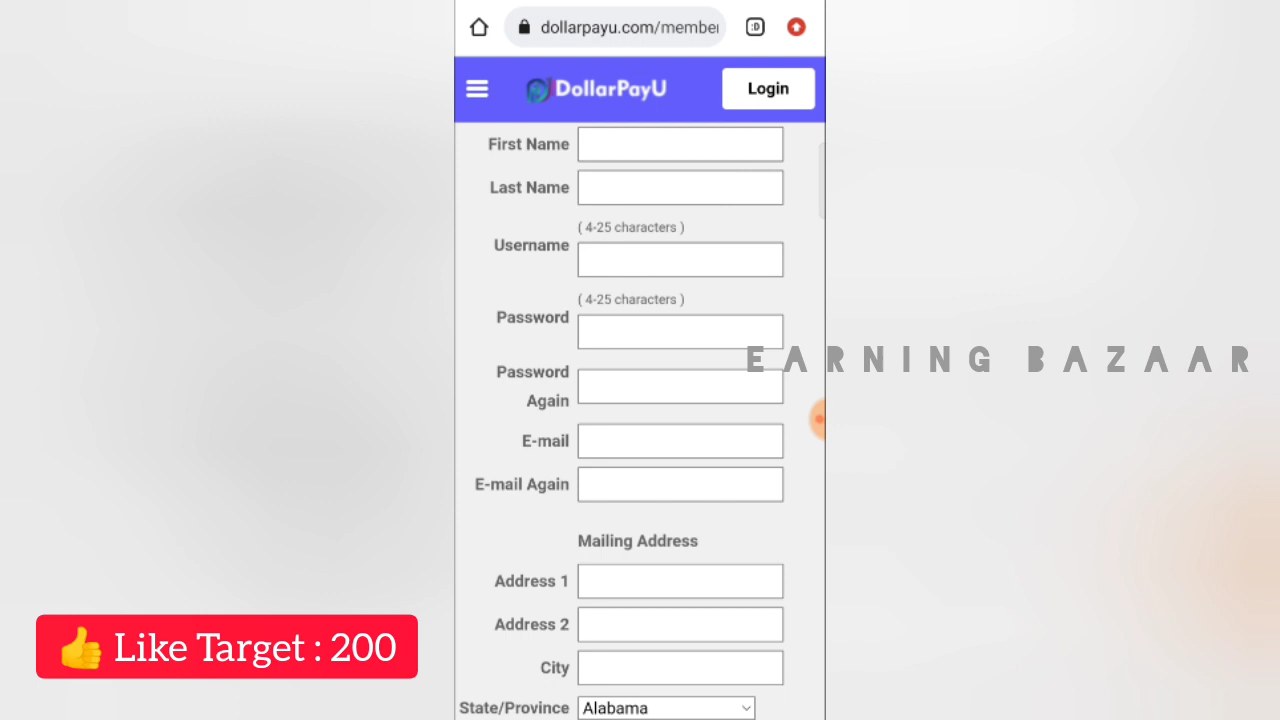 dollarpayu.com/member
:D
DollarPayU
Login
First Name
Last Name
( 4-25 characters )
Username
( 4-25 characters )
Password
EARNING BAZAAR
Password
Again
E-mail
E-mail Again
Mailing Address
Address 1
Address 2
👍 Like Target : 200
City
State/Province Alabama